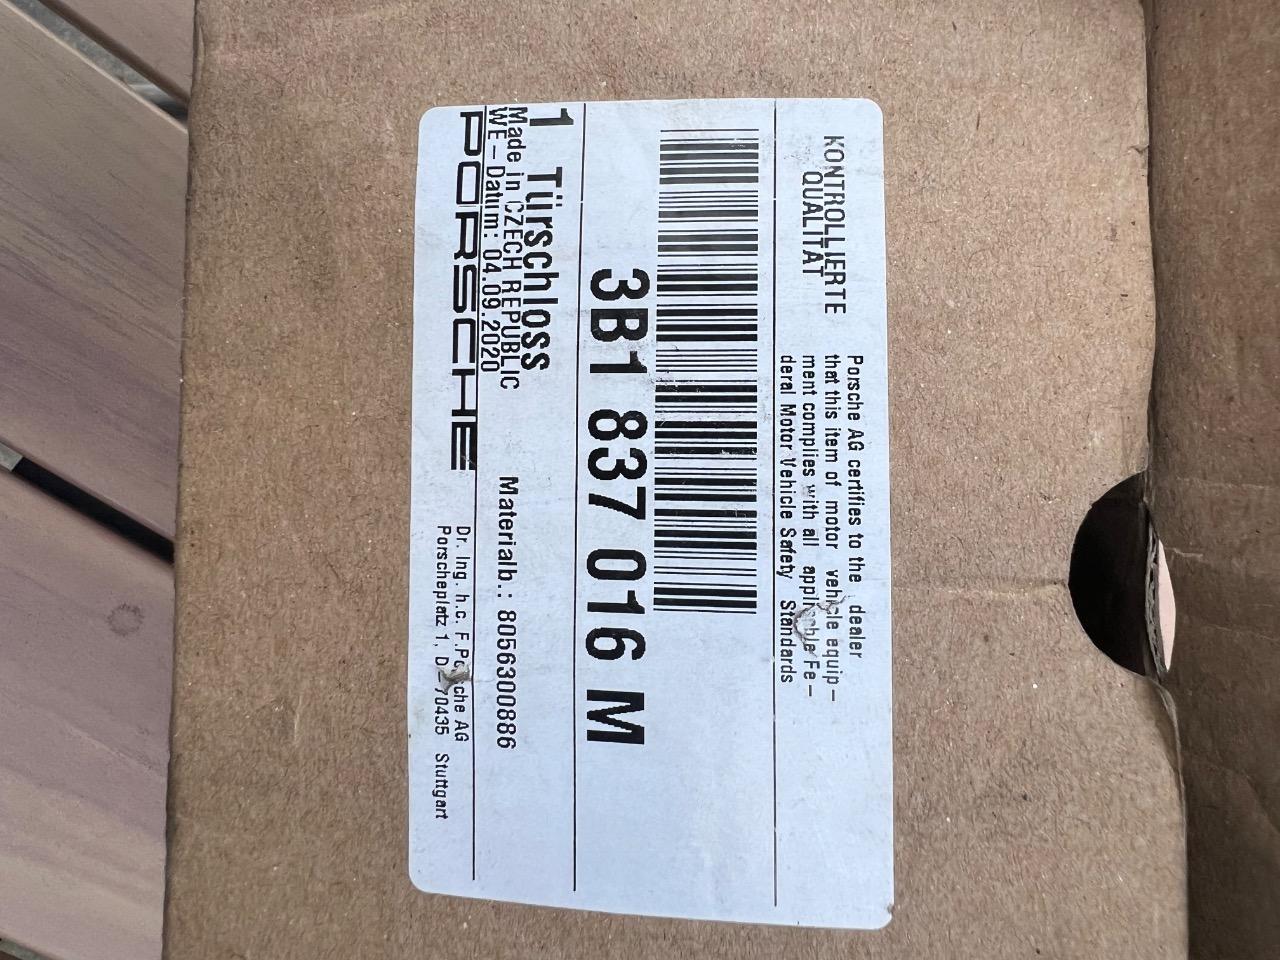 KONTROLLIERTE
QUALITÄT
Porsche AG certifies to the dealer
that this item of motor vehicle equip-
ment complies with all applicable Fe-
deral Motor Vehicle Safety Standards
3B1 837 016 M
1 Türschloss
Made in CZECH REPUBLIC
WE-Datum: 04.09.2020
Materialb.: 8056300886
PORSCHE
Dr. Ing. h.c. F.Porsche AG
Porscheplatz 1, D-70435 Stuttgart